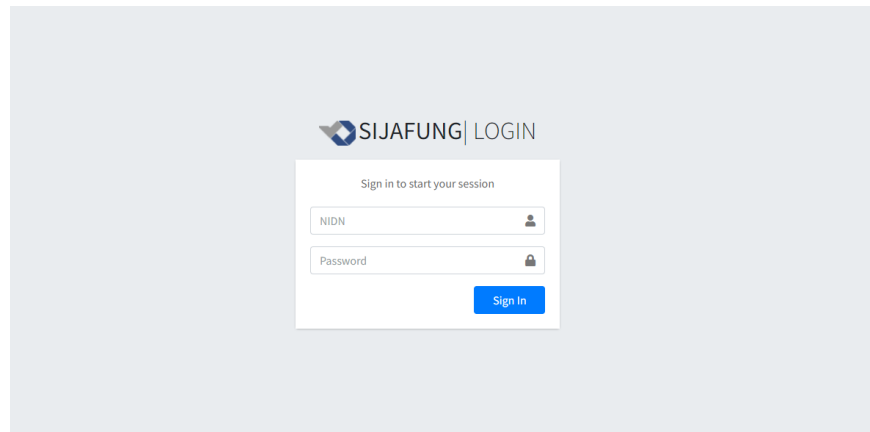 SIJAFUNG| LOGIN
Sign in to start your session
NIDN
Password
Sign In